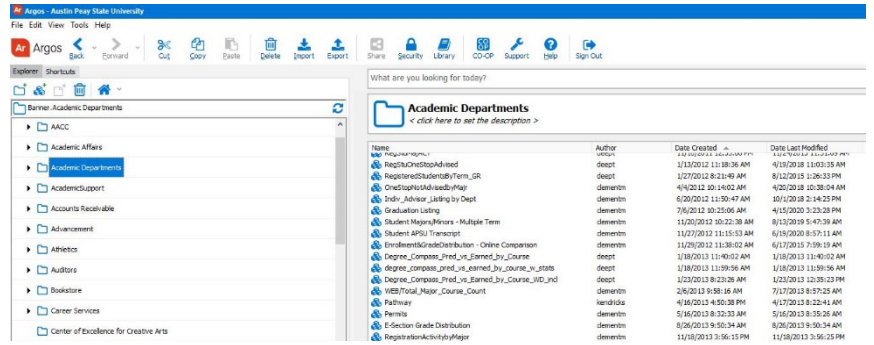 Argos - Austin Peay State University
File Edit View Tools Help
Ar Argos Back Forward Cut Copy Paste Delete Import Export Share Security Library CO-OP Support Help Sign Out
Explorer Shortcuts
What are you looking for today?
Banner.Academic Departments
Academic Departments
< click here to set the description >
AACC
Academic Affairs
Academic Departments
AcademicSupport
Accounts Receivable
Advancement
Athletics
Auditors
Bookstore
Career Services
Center of Excellence for Creative Arts
Name Author Date Created Date Last Modified
RegStuOneStopAdvised deept 1/13/2012 11:18:36 AM 4/19/2018 11:03:35 AM
RegisteredStudentsByTerm_GR deept 1/27/2012 8:21:49 AM 8/12/2015 1:26:33 PM
OneStopNotAdvisedbyMajr dementm 4/4/2012 10:14:02 AM 4/20/2018 10:38:04 AM
Indiv_Advisor_Listing by Dept dementm 6/20/2012 11:50:47 AM 10/1/2018 2:14:25 PM
Graduation Listing dementm 7/6/2012 10:25:06 AM 4/15/2020 3:23:28 PM
Student Majors/Minors - Multiple Term dementm 11/20/2012 10:22:38 AM 8/13/2019 5:47:39 AM
Student APSU Transcript dementm 11/27/2012 11:15:53 AM 6/19/2020 8:57:11 AM
Enrollment&GradeDistribution - Online Comparison dementm 11/29/2012 11:38:02 AM 6/17/2015 7:59:19 AM
Degree_Compass_Pred_vs_Earned_by_Course deept 1/18/2013 11:40:02 AM 1/18/2013 11:40:02 AM
degree_compass_pred_vs_earned_by_course_w_stats deept 1/18/2013 11:59:56 AM 1/18/2013 11:59:56 AM
Degree_Compass_Pred_vs_Earned_by_Course_WD_incl deept 1/23/2013 8:23:26 AM 1/23/2013 12:35:23 PM
WEB/Total_Major_Course_Count dementm 2/6/2013 9:58:16 AM 7/17/2013 8:57:25 AM
Pathway kendricks 4/16/2013 4:50:38 PM 4/17/2013 8:22:41 AM
Permits dementm 5/16/2013 8:32:33 AM 5/16/2013 8:35:26 AM
E-Section Grade Distribution dementm 8/26/2013 9:50:34 AM 8/26/2013 9:50:34 AM
RegistrationActivitybyMajor dementm 11/18/2013 3:56:15 PM 11/18/2013 3:56:25 PM